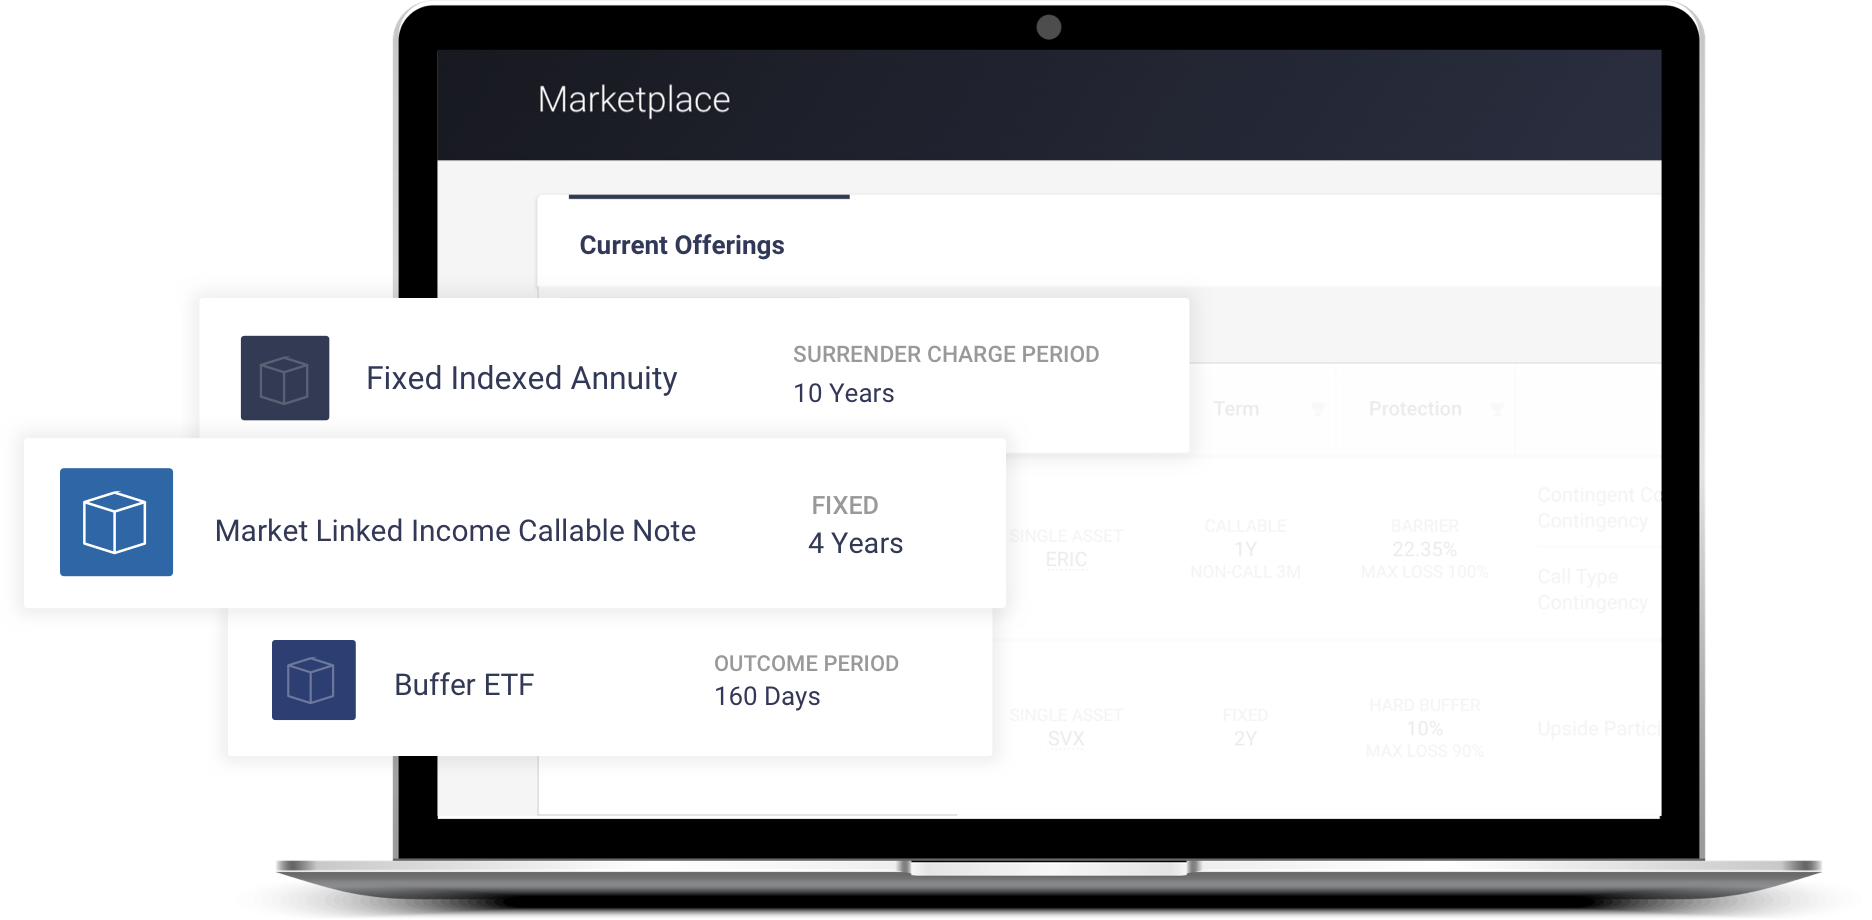 Marketplace
Current Offerings
Fixed Indexed Annuity
SURRENDER CHARGE PERIOD
10 Years
Market Linked Income Callable Note
FIXED
4 Years
Buffer ETF
OUTCOME PERIOD
160 Days
Term
Protection
SINGLE ASSET
ERIC
CALLABLE
1Y
NON-CALL 3M
BARRIER
22.35%
MAX LOSS 100%
Contingent Co
Contingency
Call Type
Contingency
SINGLE ASSET
SVX
FIXED
2Y
HARD BUFFER
10%
MAX LOSS 90%
Upside Partici